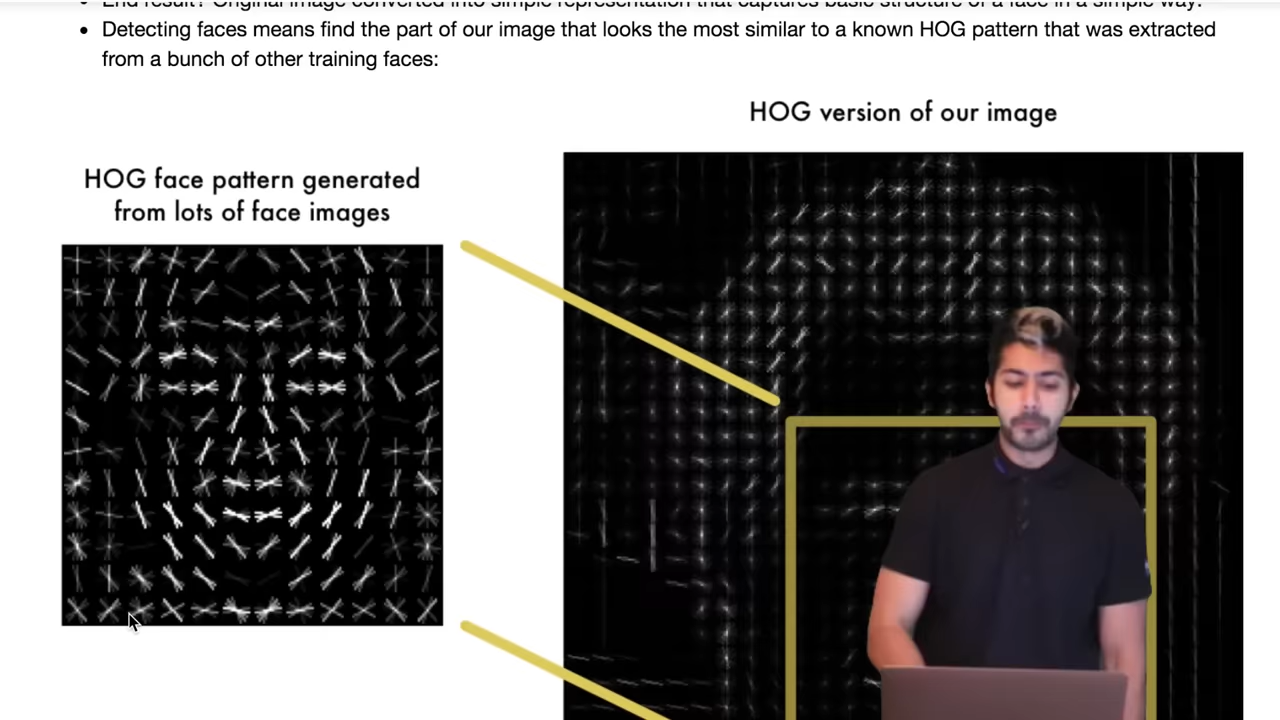 End result? Original image converted into simple representation that captures basic structure of a face in a simple way.
Detecting faces means find the part of our image that looks the most similar to a known HOG pattern that was extracted
from a bunch of other training faces:
HOG version of our image
HOG face pattern generated
from lots of face images